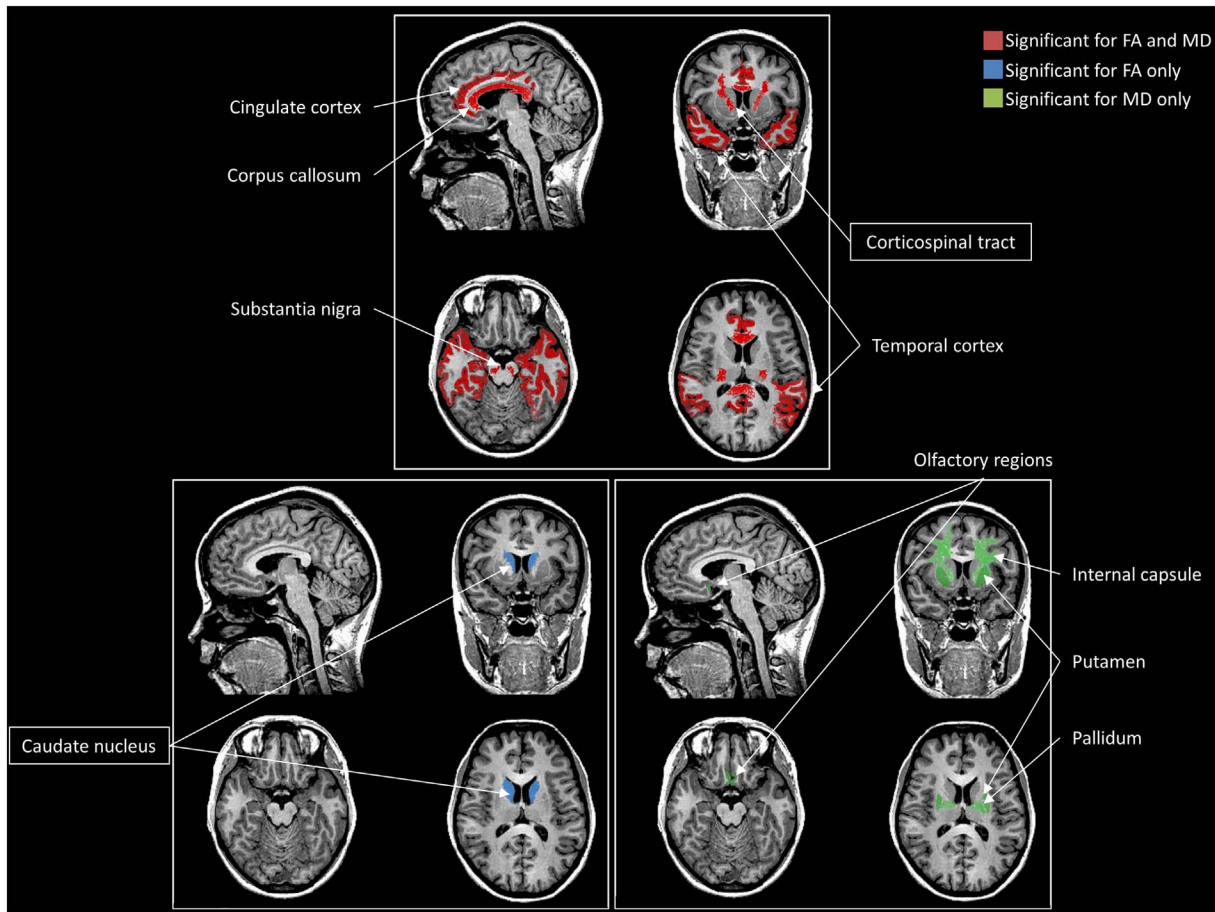 Significant for FA and MD
Significant for FA only
Significant for MD only
Cingulate cortex
Corpus callosum
Corticospinal tract
Substantia nigra
Temporal cortex
Olfactory regions
Internal capsule
Putamen
Caudate nucleus
Pallidum